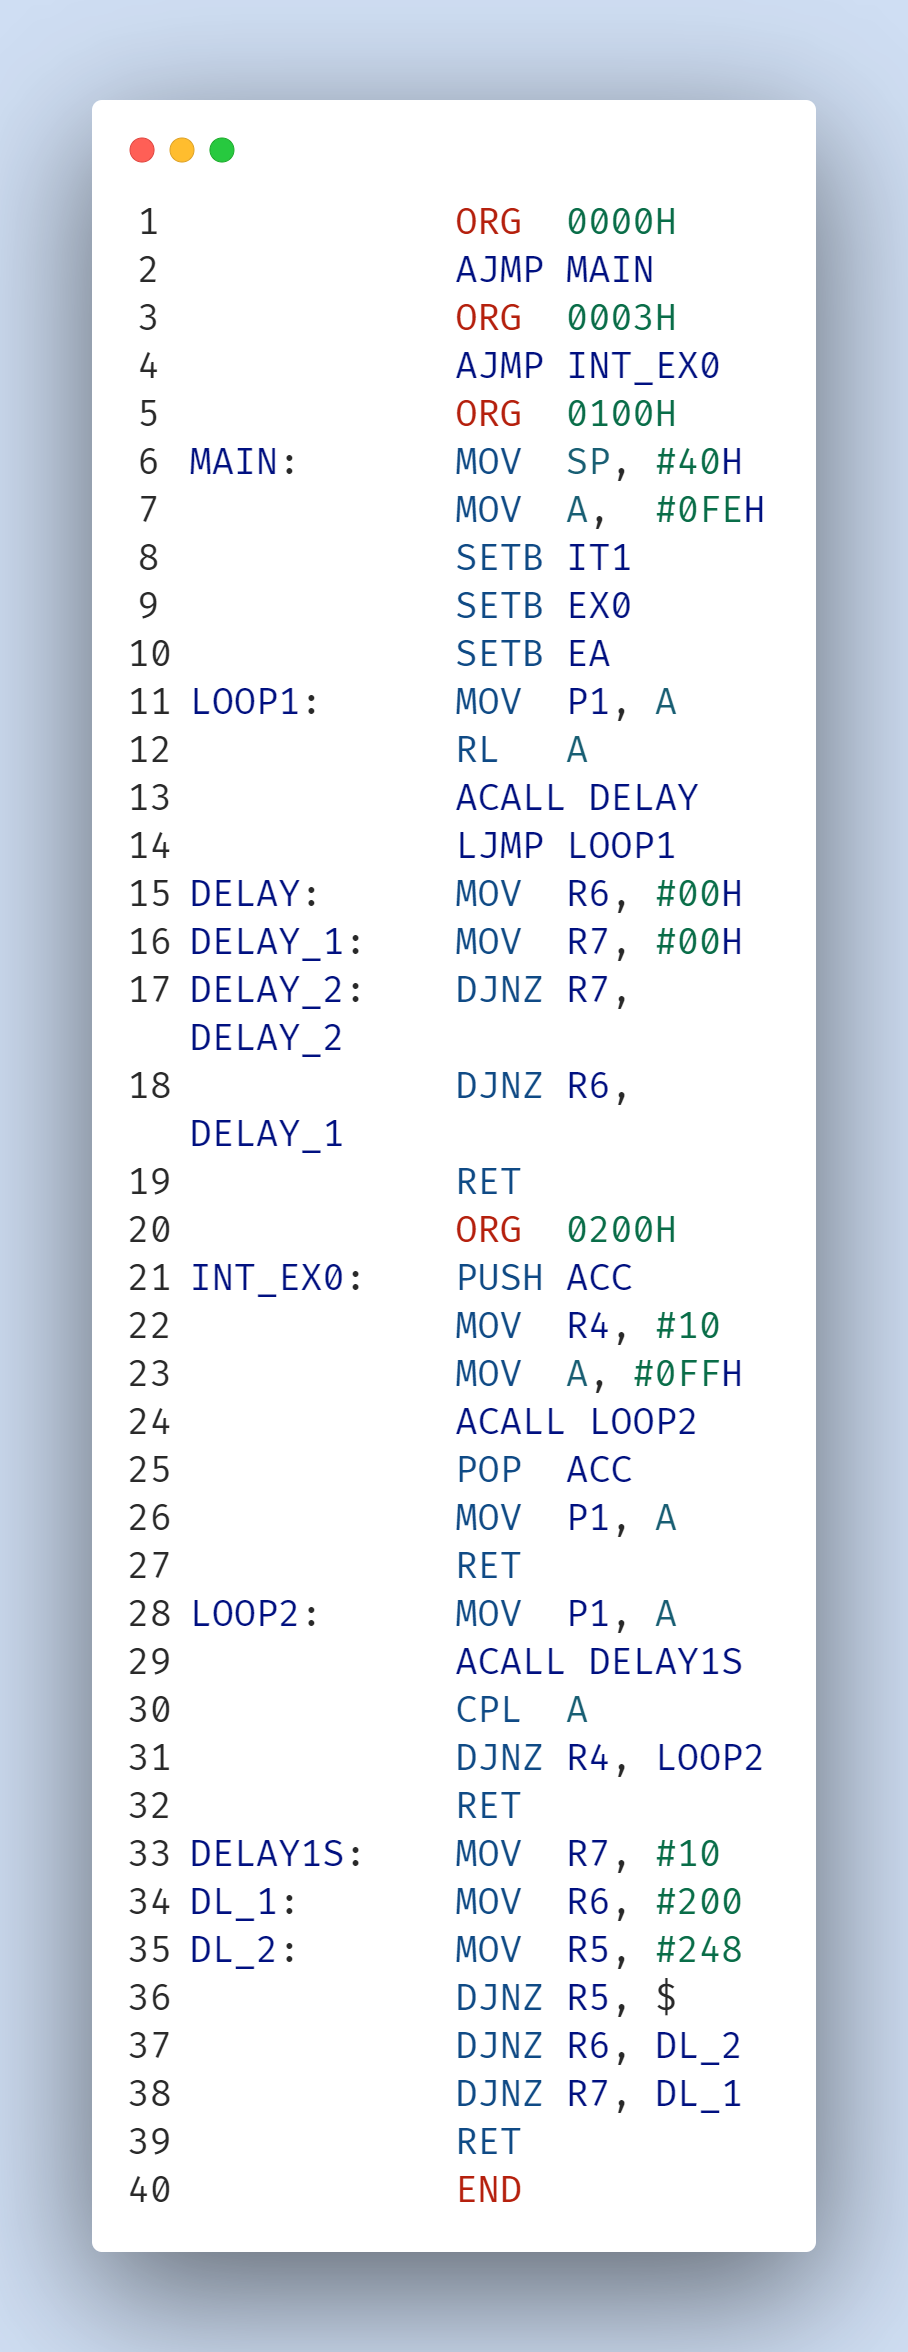 1 ORG 0000H
2 AJMP MAIN
3 ORG 0003H
4 AJMP INT_EX0
5 ORG 0100H
6 MAIN: MOV SP, #40H
7 MOV A, #0FEH
8 SETB IT1
9 SETB EX0
10 SETB EA
11 LOOP1: MOV P1, A
12 RL A
13 ACALL DELAY
14 LJMP LOOP1
15 DELAY: MOV R6, #00H
16 DELAY_1: MOV R7, #00H
17 DELAY_2: DJNZ R7,
DELAY_2
18 DJNZ R6,
DELAY_1
19 RET
20 ORG 0200H
21 INT_EX0: PUSH ACC
22 MOV R4, #10
23 MOV A, #0FFH
24 ACALL LOOP2
25 POP ACC
26 MOV P1, A
27 RET
28 LOOP2: MOV P1, A
29 ACALL DELAY1S
30 CPL A
31 DJNZ R4, LOOP2
32 RET
33 DELAY1S: MOV R7, #10
34 DL_1: MOV R6, #200
35 DL_2: MOV R5, #248
36 DJNZ R5, $
37 DJNZ R6, DL_2
38 DJNZ R7, DL_1
39 RET
40 END